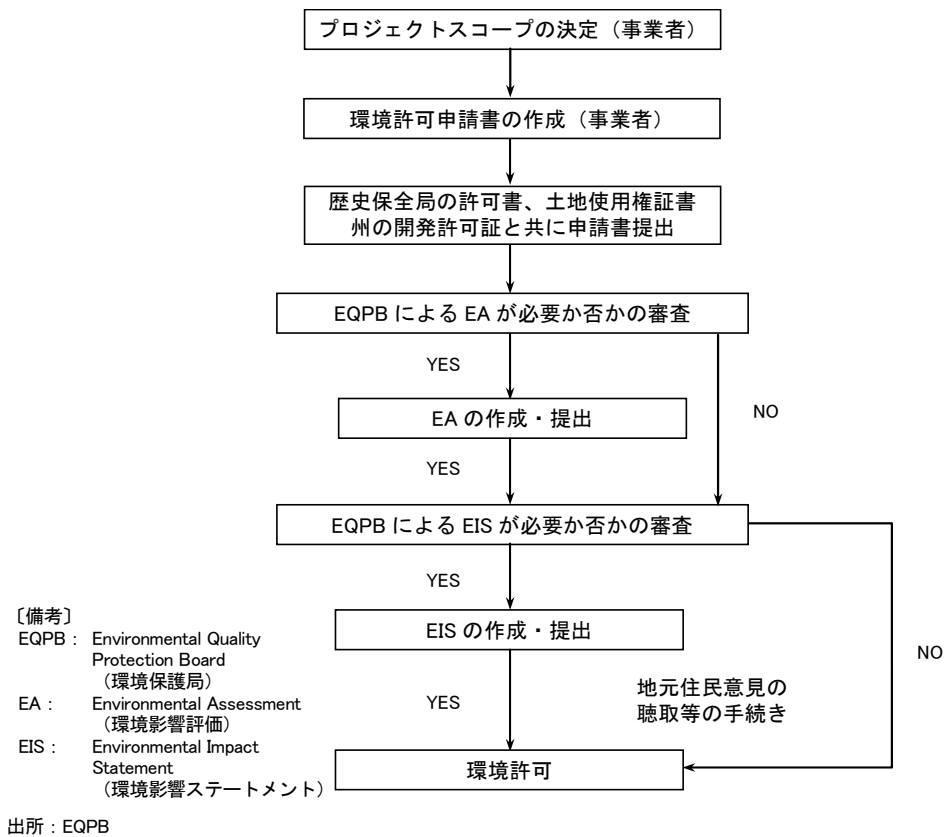 プロジェクトスコープの決定（事業者）
環境許可申請書の作成（事業者）
歴史保全局の許可書、土地使用権証書
州の開発許可証と共に申請書提出
EQPB による EA が必要か否かの審査
YES
NO
EA の作成・提出
YES
EQPB による EIS が必要か否かの審査
YES
NO
EIS の作成・提出
YES
地元住民意見の
聴取等の手続き
環境許可
〔備考〕
EQPB： Environmental Quality
Protection Board
（環境保護局）
EA： Environmental Assessment
（環境影響評価）
EIS： Environmental Impact
Statement
（環境影響ステートメント）
出所：EQPB